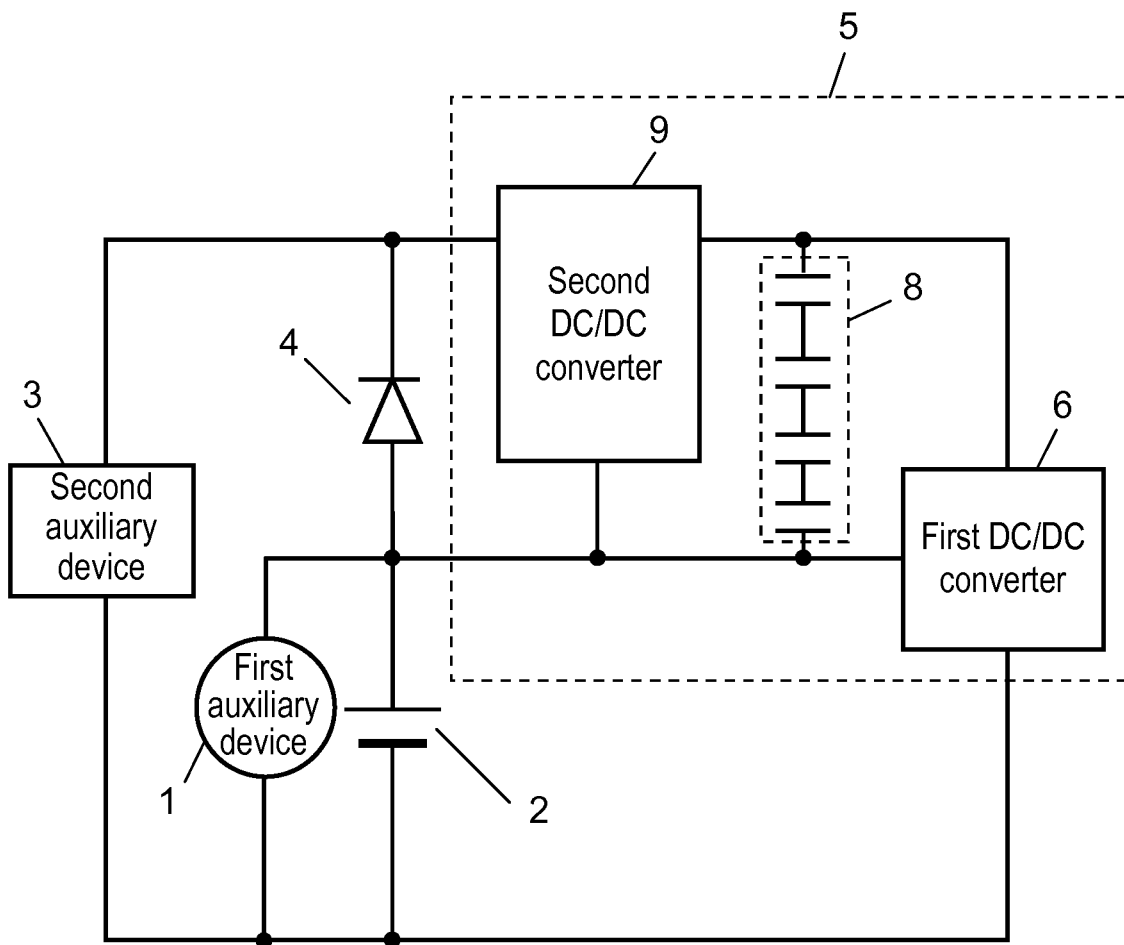 5
9
Second
DC/DC
converter
8
4
3
6
Second
auxiliary
device
First DC/DC
converter
First
auxiliary
device
1
2